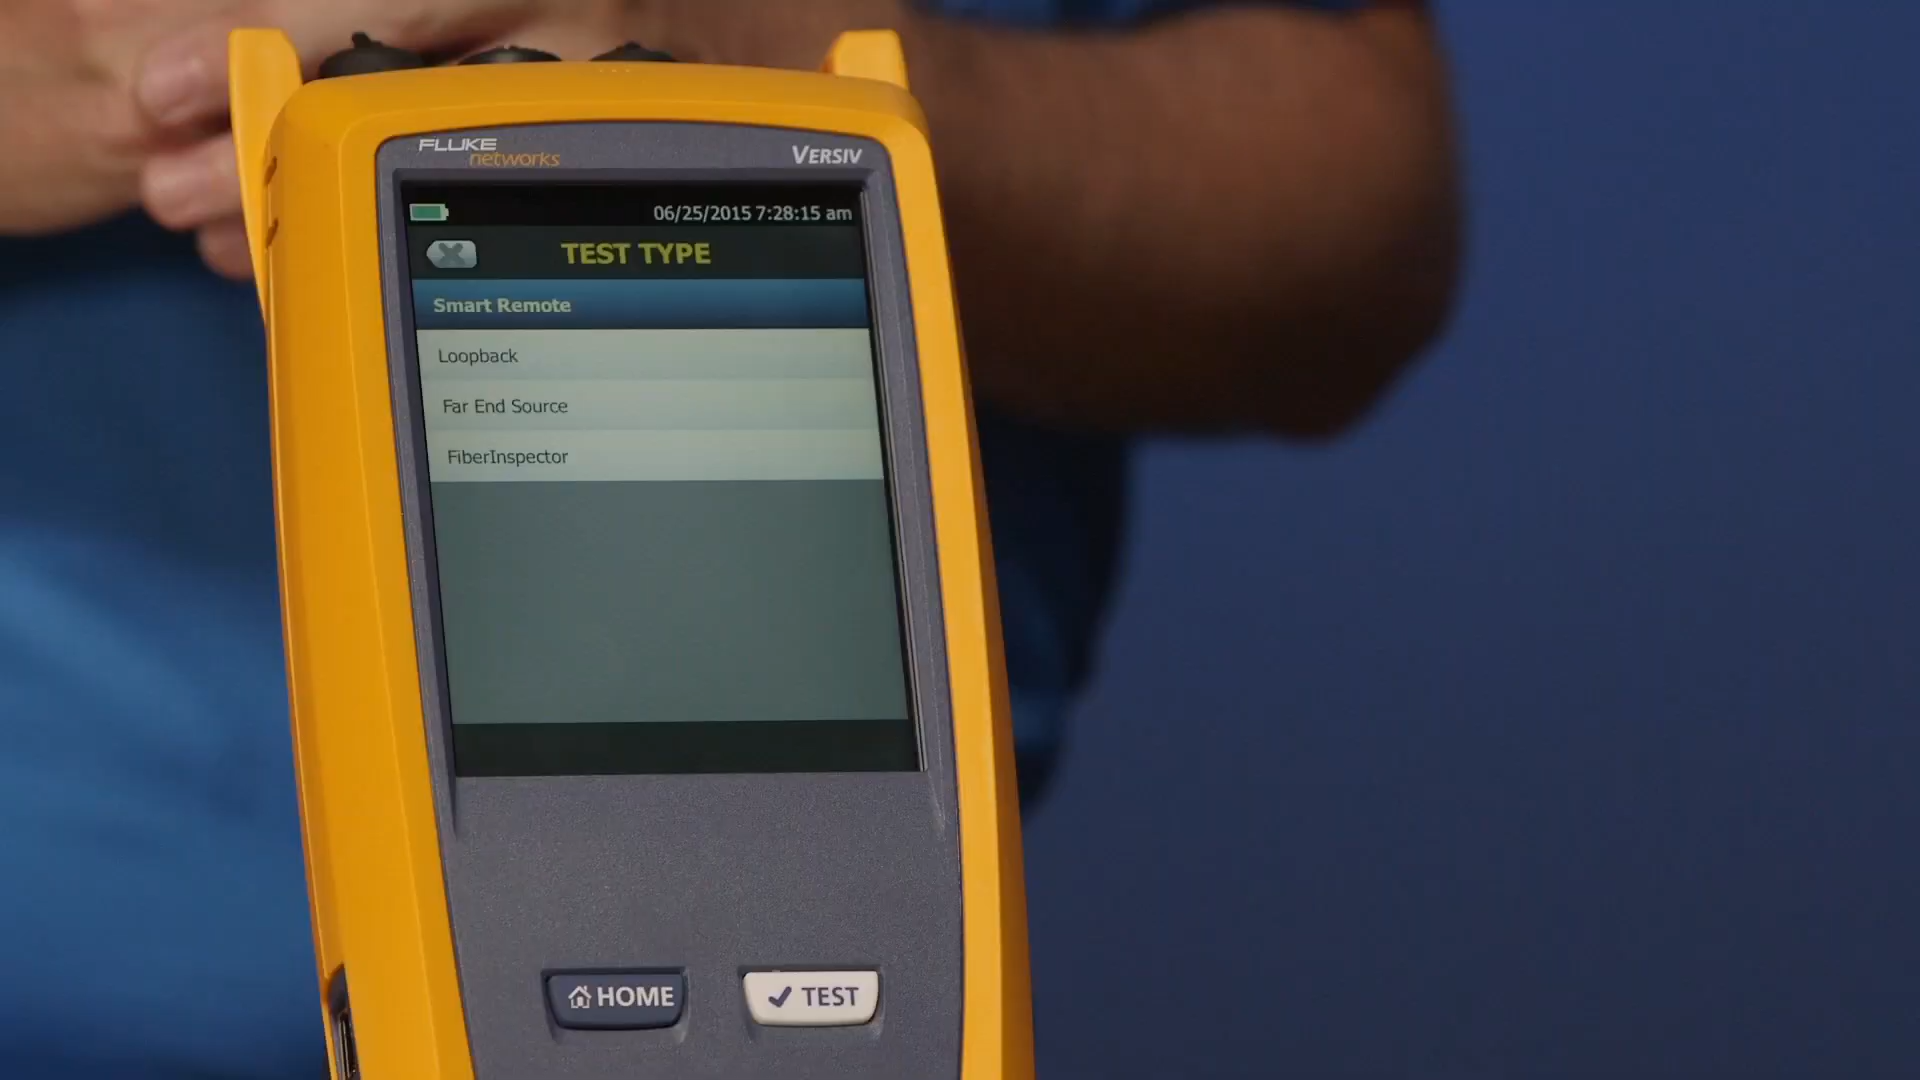 FLUKE
networks
VERSIV
06/25/2015 7:28:15 am
TEST TYPE
Smart Remote
Loopback
Far End Source
FiberInspector
HOME
TEST